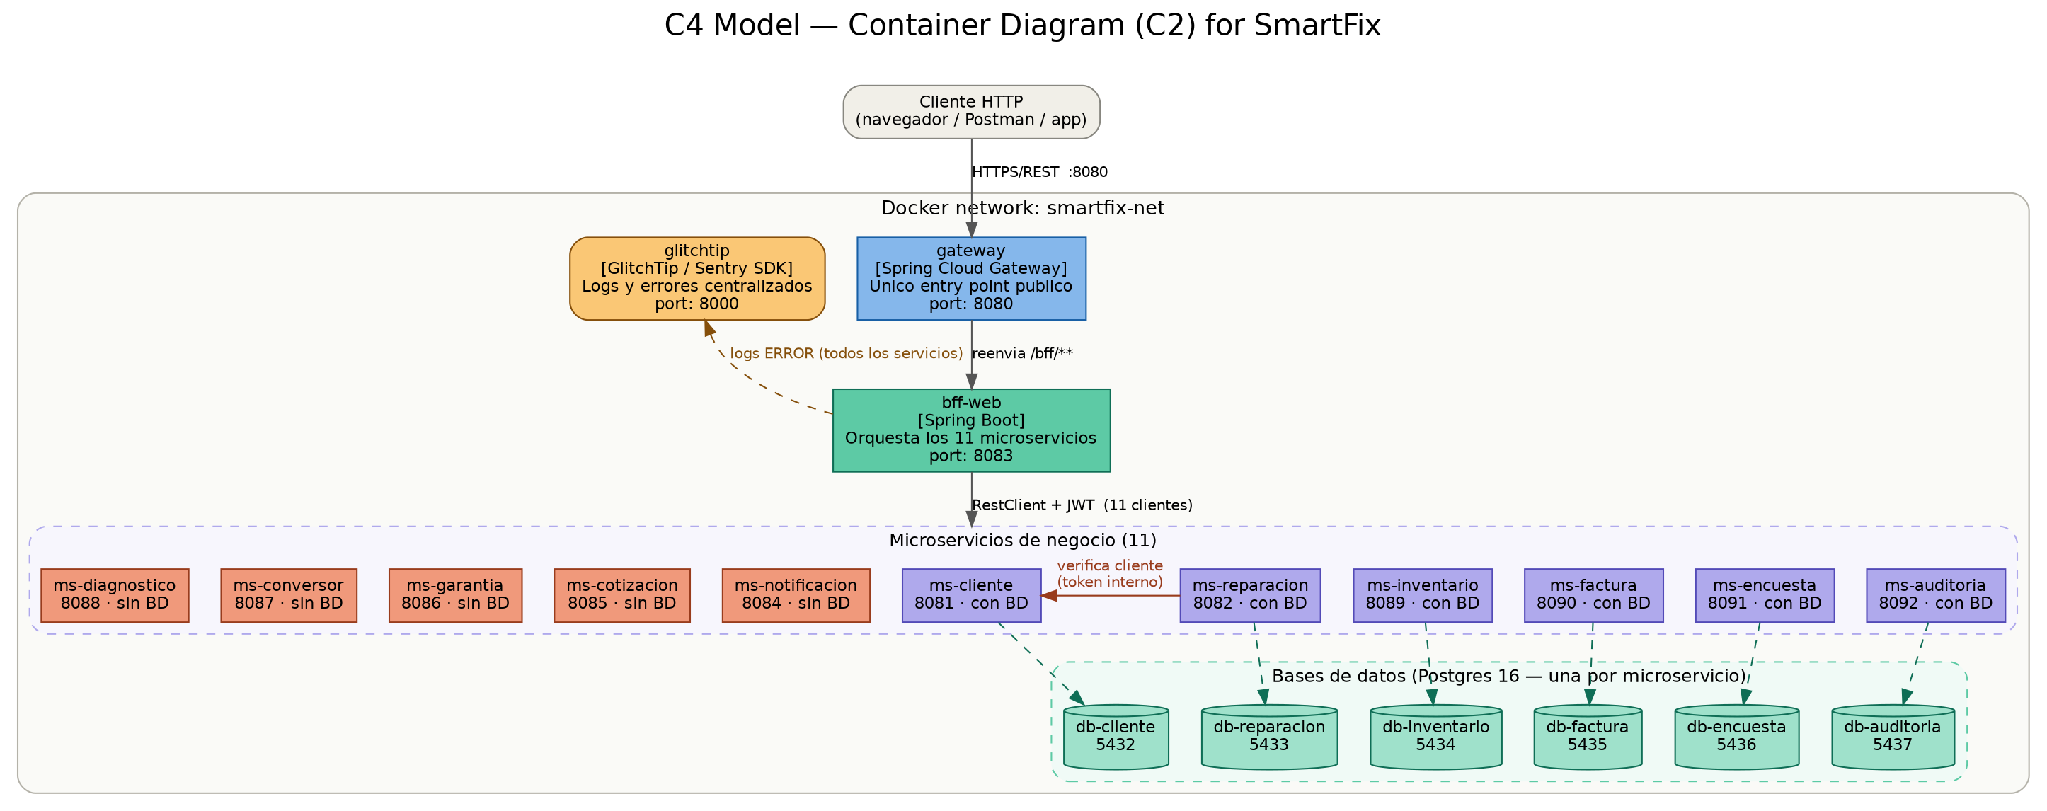 C4 Model — Container Diagram (C2) for SmartFix
Cliente HTTP
(navegador / Postman / app)
HTTPS/REST  :8080
Docker network: smartfix-net
glitchtip
[GlitchTip / Sentry SDK]
Logs y errores centralizados
port: 8000
gateway
[Spring Cloud Gateway]
Unico entry point publico
port: 8080
logs ERROR (todos los servicios)
reenvia /bff/**
bff-web
[Spring Boot]
Orquesta los 11 microservicios
port: 8083
RestClient + JWT  (11 clientes)
Microservicios de negocio (11)
ms-diagnostico
8088 · sin BD
ms-conversor
8087 · sin BD
ms-garantia
8086 · sin BD
ms-cotizacion
8085 · sin BD
ms-notificacion
8084 · sin BD
ms-cliente
8081 · con BD
verifica cliente
(token interno)
ms-reparacion
8082 · con BD
ms-inventario
8089 · con BD
ms-factura
8090 · con BD
ms-encuesta
8091 · con BD
ms-auditoria
8092 · con BD
Bases de datos (Postgres 16 — una por microservicio)
db-cliente
5432
db-reparacion
5433
db-inventario
5434
db-factura
5435
db-encuesta
5436
db-auditoria
5437